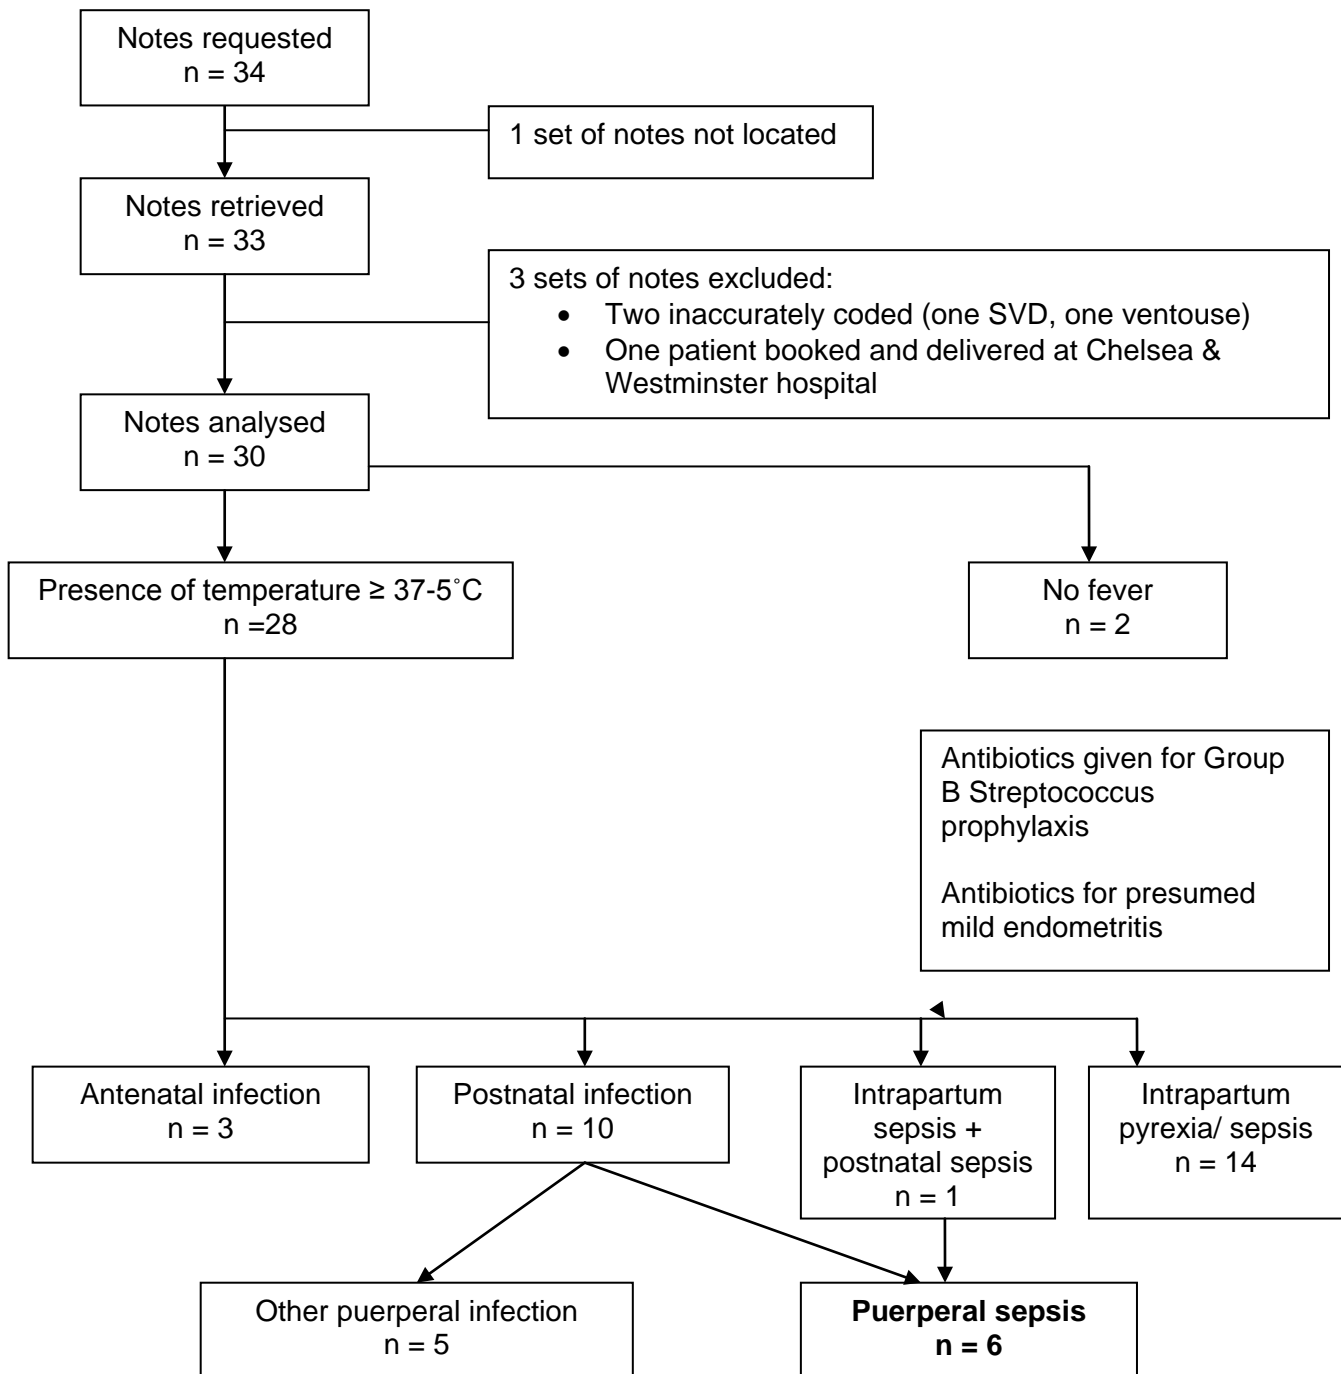 Notes requested
n = 34
1 set of notes not located
Notes retrieved
n = 33
3 sets of notes excluded:
• Two inaccurately coded (one SVD, one ventouse)
• One patient booked and delivered at Chelsea &
Westminster hospital
Notes analysed
n = 30
Presence of temperature ≥ 37-5˚C
n =28
No fever
n = 2
Antibiotics given for Group
B Streptococcus
prophylaxis
Antibiotics for presumed
mild endometritis
Antenatal infection
n = 3
Postnatal infection
n = 10
Intrapartum
sepsis +
postnatal sepsis
n = 1
Intrapartum
pyrexia/ sepsis
n = 14
Other puerperal infection
n = 5
Puerperal sepsis
n = 6